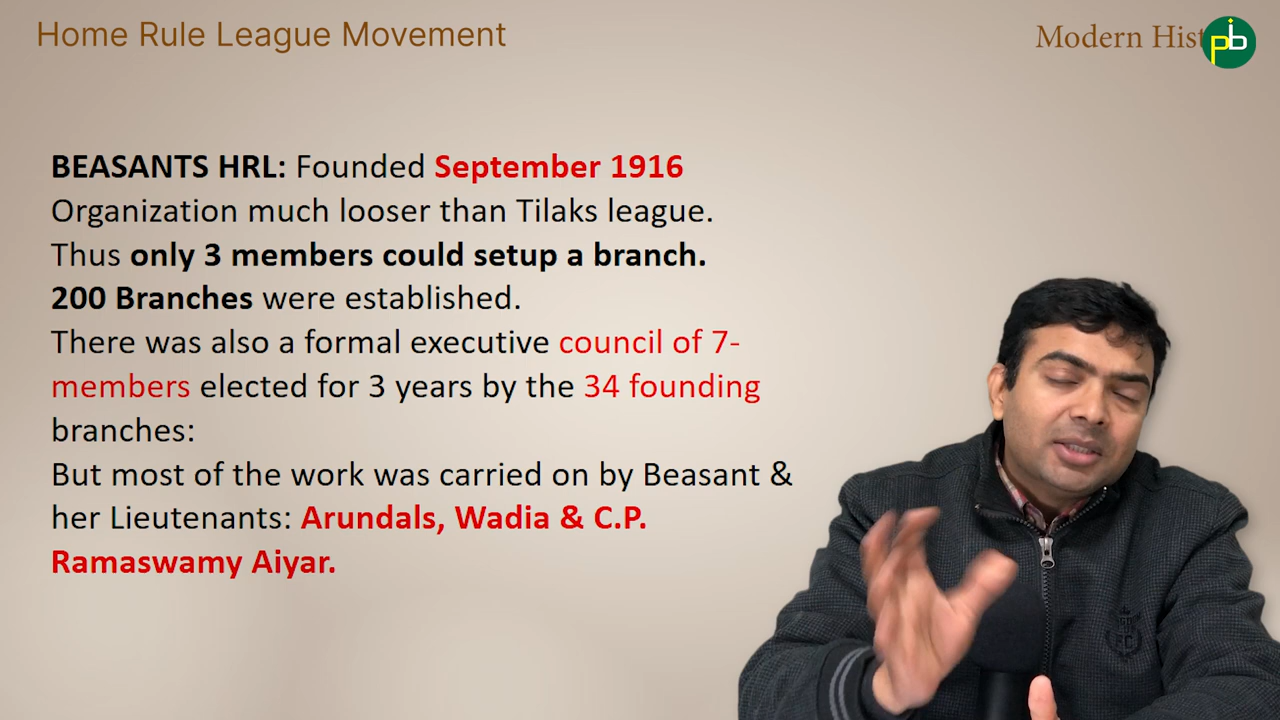 Home Rule League Movement
Modern Hist
pib
BEASANTS HRL: Founded September 1916
Organization much looser than Tilaks league.
Thus only 3 members could setup a branch.
200 Branches were established.
There was also a formal executive council of 7-
members elected for 3 years by the 34 founding
branches:
But most of the work was carried on by Beasant &
her Lieutenants: Arundals, Wadia & C.P.
Ramaswamy Aiyar.